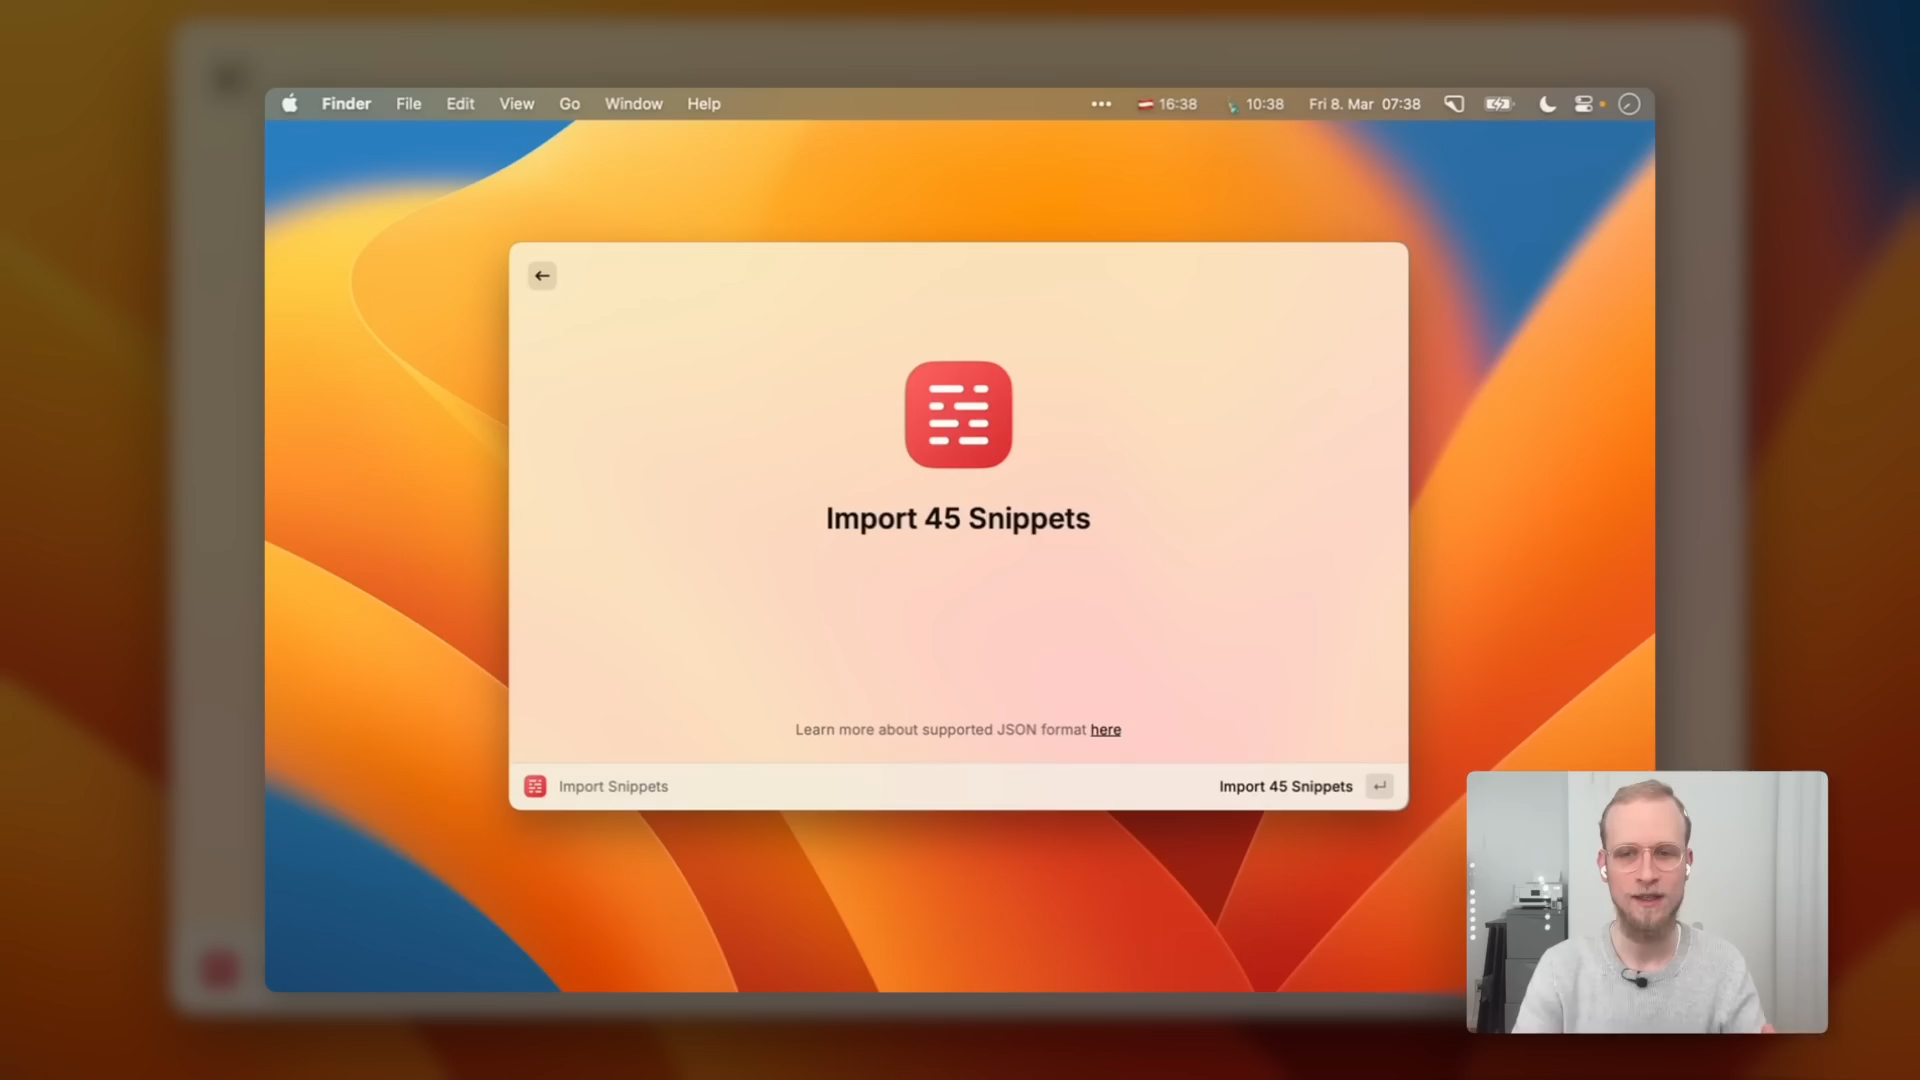 Finder File Edit View Go Window Help ••• 16:38 10:38 Fri 8. Mar 07:38
Import 45 Snippets
Learn more about supported JSON format here
Import Snippets Import 45 Snippets